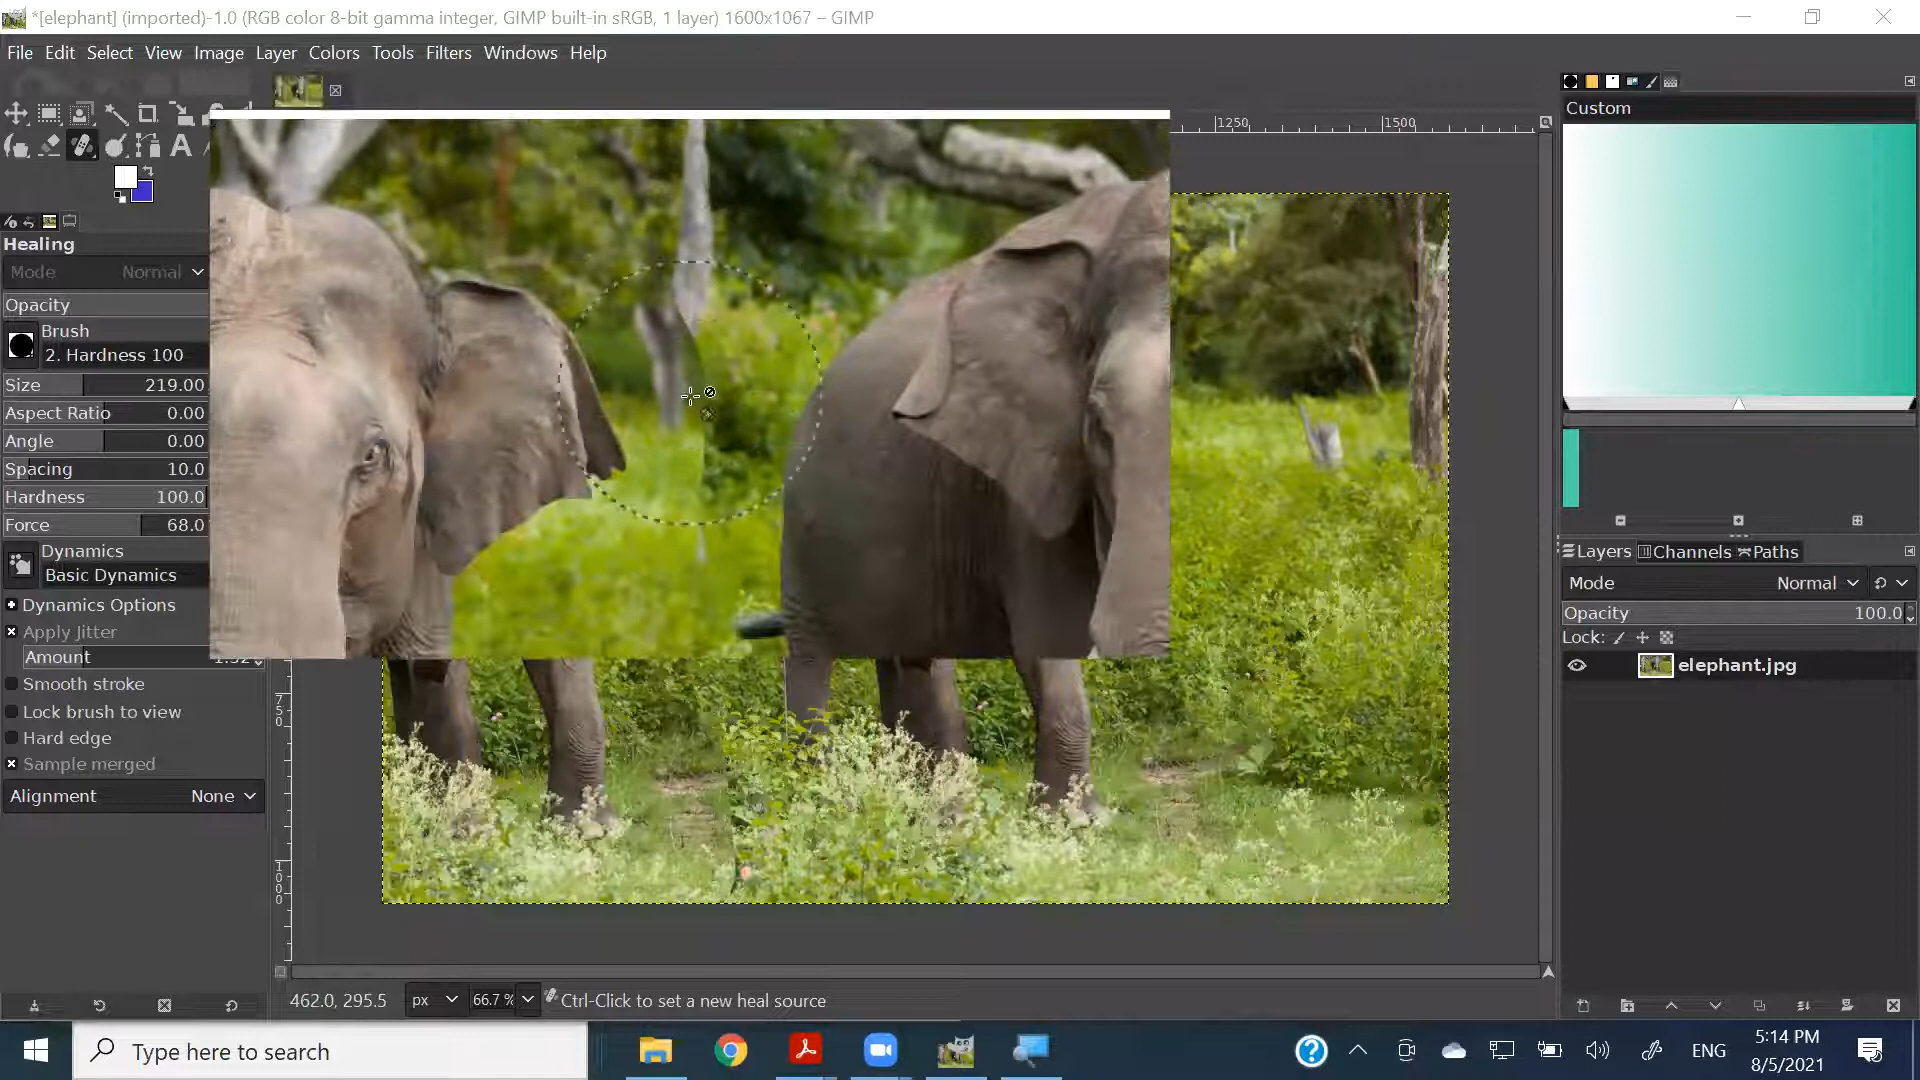 *[elephant] (imported)-1.0 (RGB color 8-bit gamma integer, GIMP built-in sRGB, 1 layer) 1600x1067 – GIMP
File Edit Select View Image Layer Colors Tools Filters Windows Help
Custom
1250 1500
Healing
Mode Normal
Opacity
Brush
2. Hardness 100
Size 219.00
Aspect Ratio 0.00
Angle 0.00
Spacing 10.0
Hardness 100.0
Force 68.0
Dynamics
Basic Dynamics
Dynamics Options
Apply Jitter
Amount
Smooth stroke
Lock brush to view
Hard edge
Sample merged
Alignment None
750
1000
Layers Channels Paths
Mode Normal
Opacity 100.0
Lock:
elephant.jpg
462.0, 295.5 px 66.7 % Ctrl-Click to set a new heal source
Type here to search
ENG
5:14 PM
8/5/2021